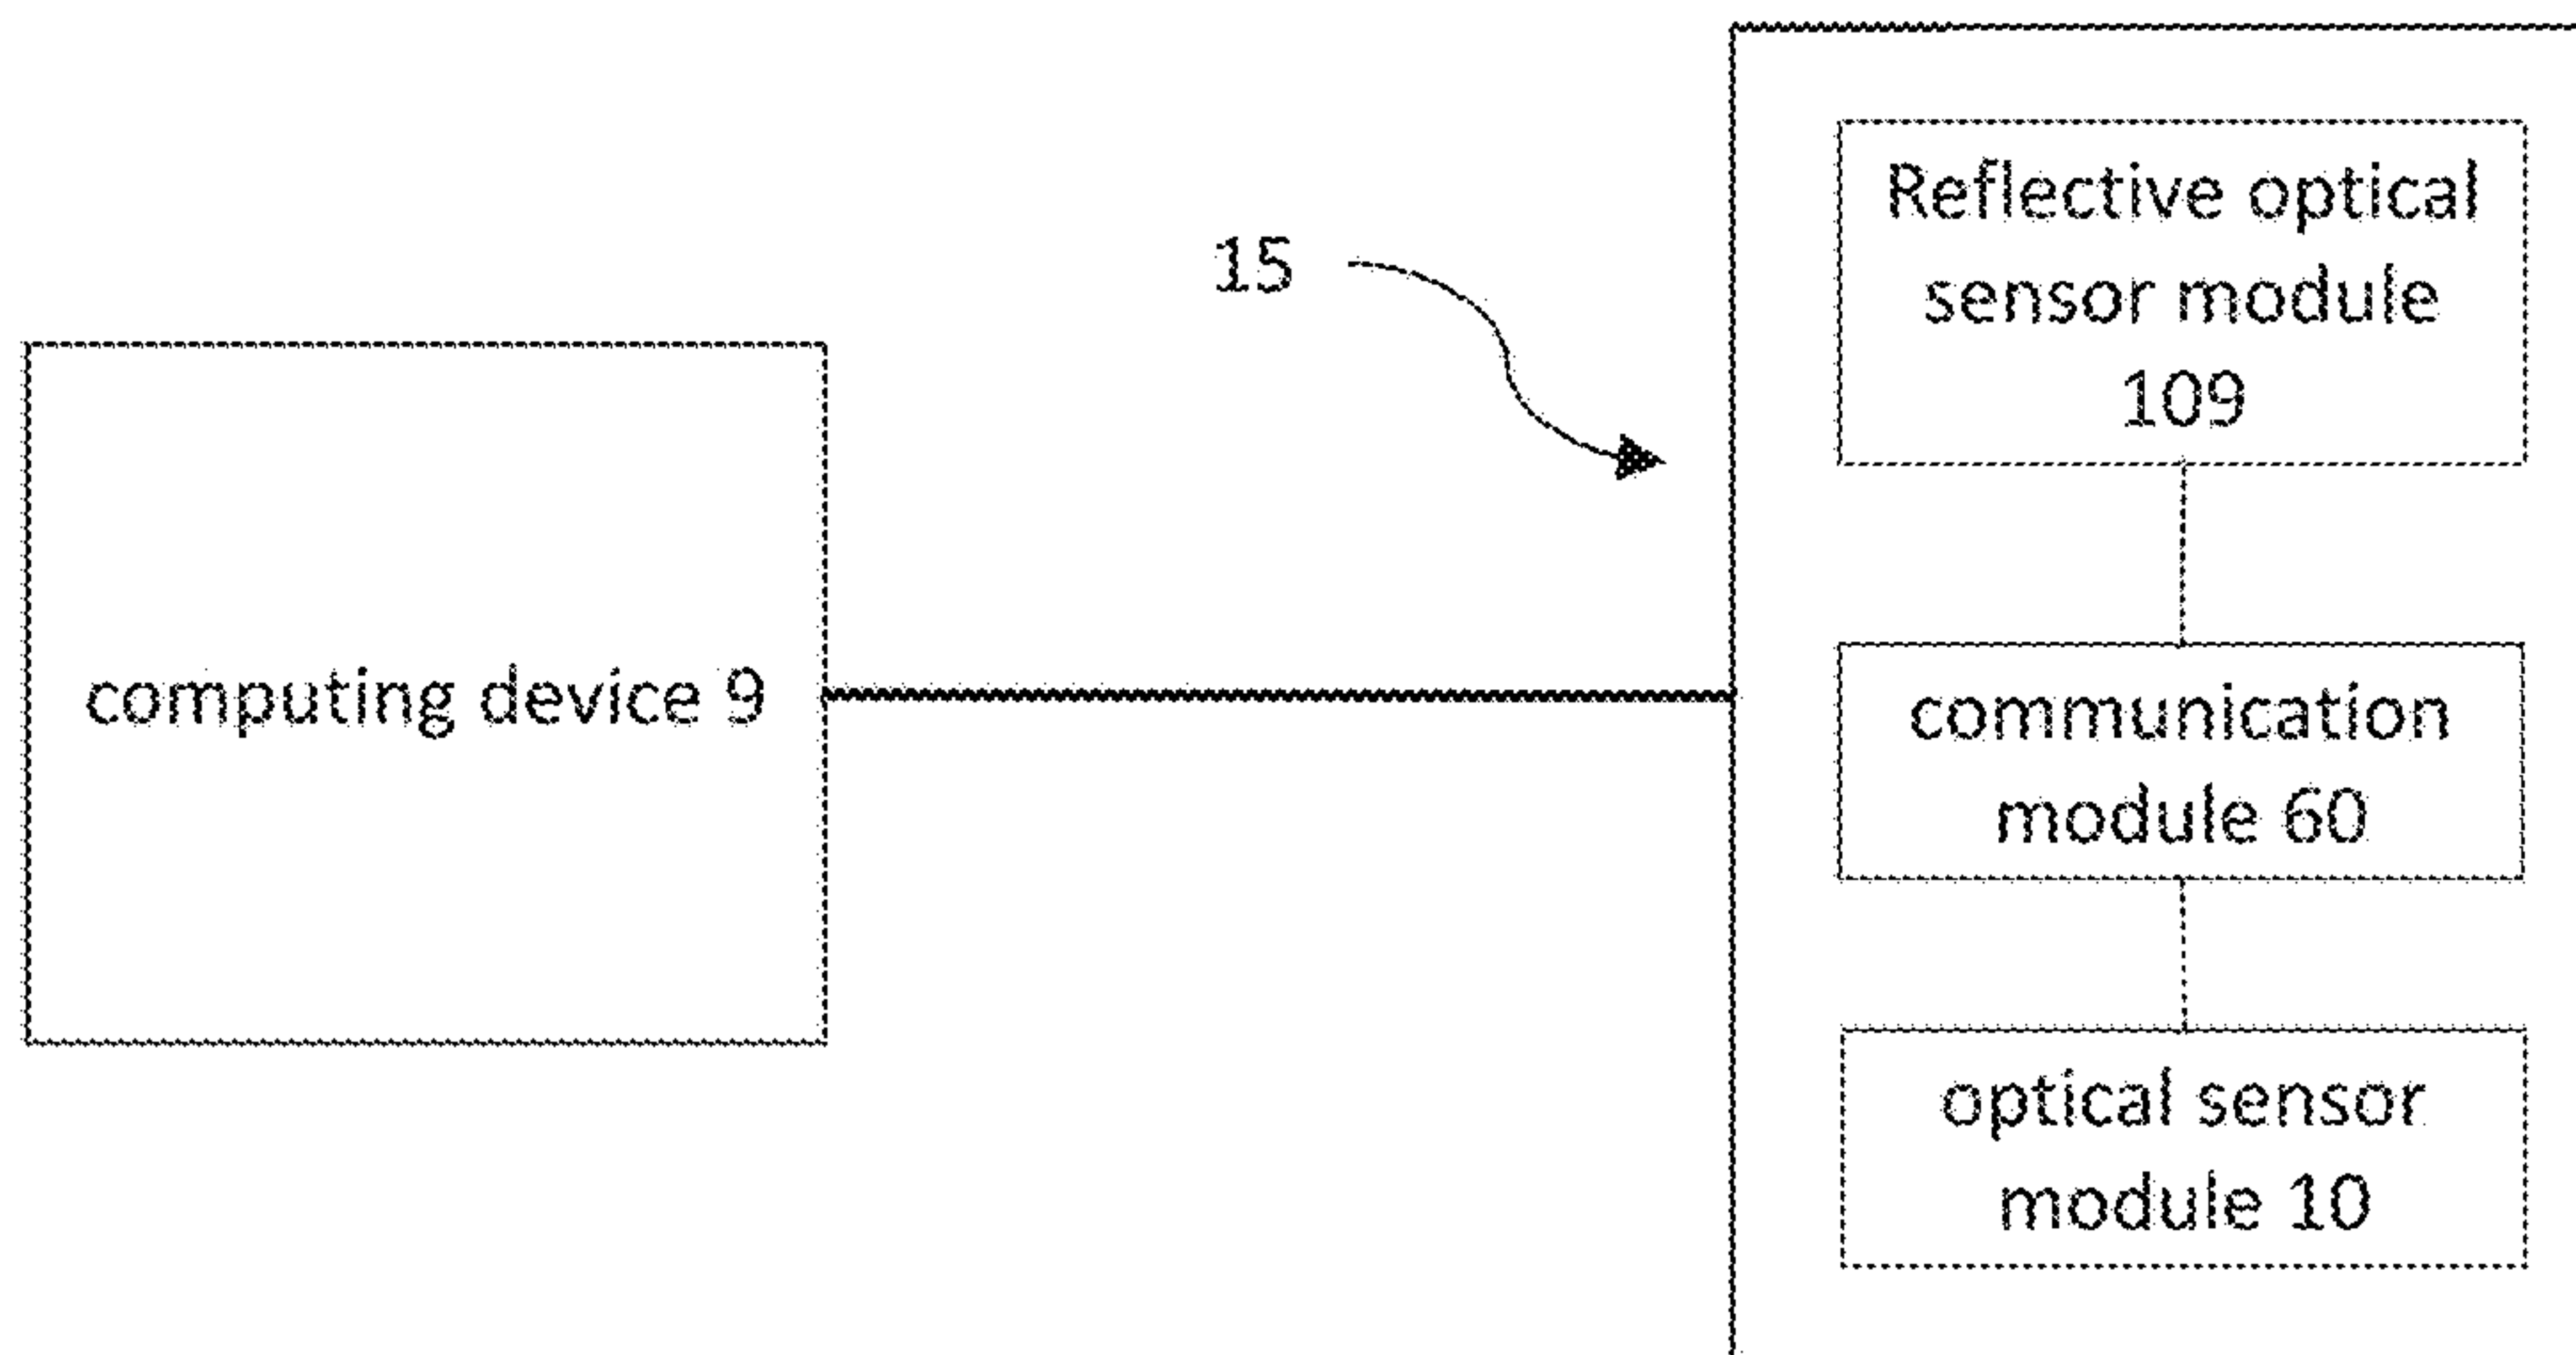 15
computing device 9
Reflective optical
sensor module
109
communication
module 60
optical sensor
module 10